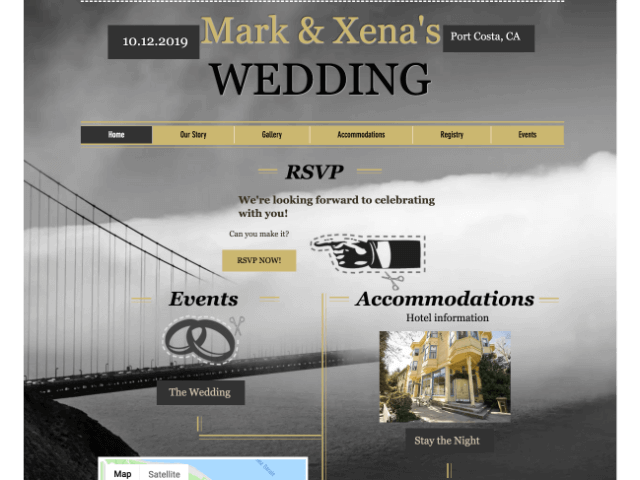 10.12.2019
Mark & Xena's
Port Costa, CA
WEDDING
Home
Our Story
Gallery
Accommodations
Registry
Events
RSVP
We're looking forward to celebrating
with you!
Can you make it?
RSVP NOW!
Events
Accommodations
Hotel information
The Wedding
Stay the Night
Map
Satellite